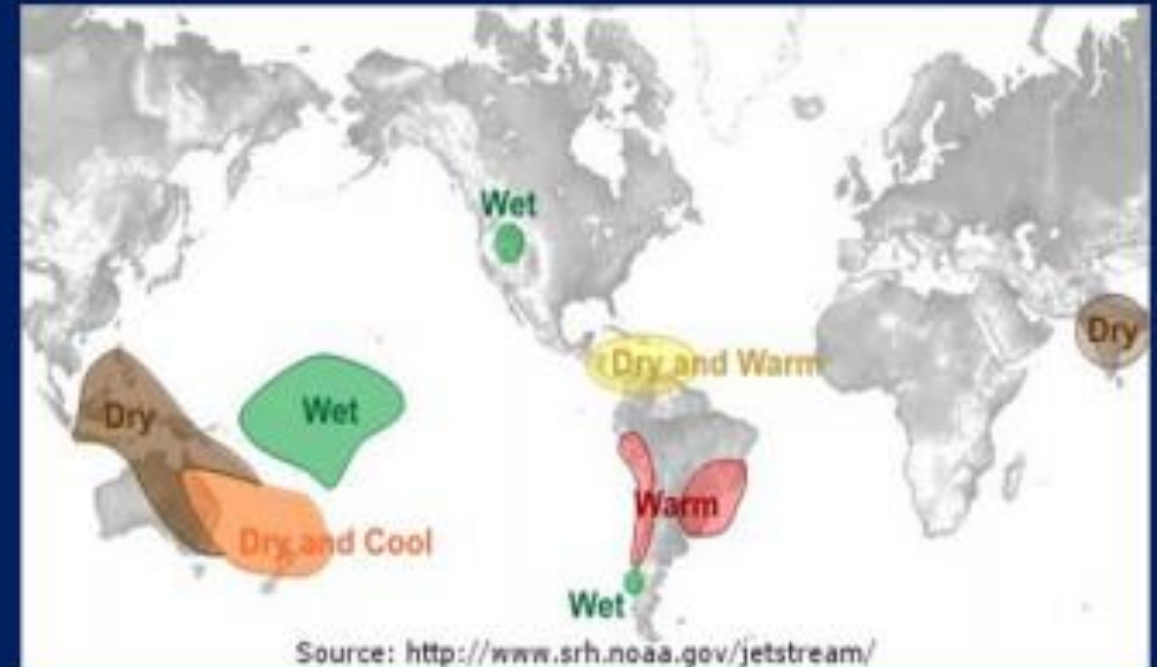 Wet
Dry and Warm
Dry
Dry
Wet
Warm
Dry and Cool
Wet
Source: http://www.srh.noaa.gov/jetstream/